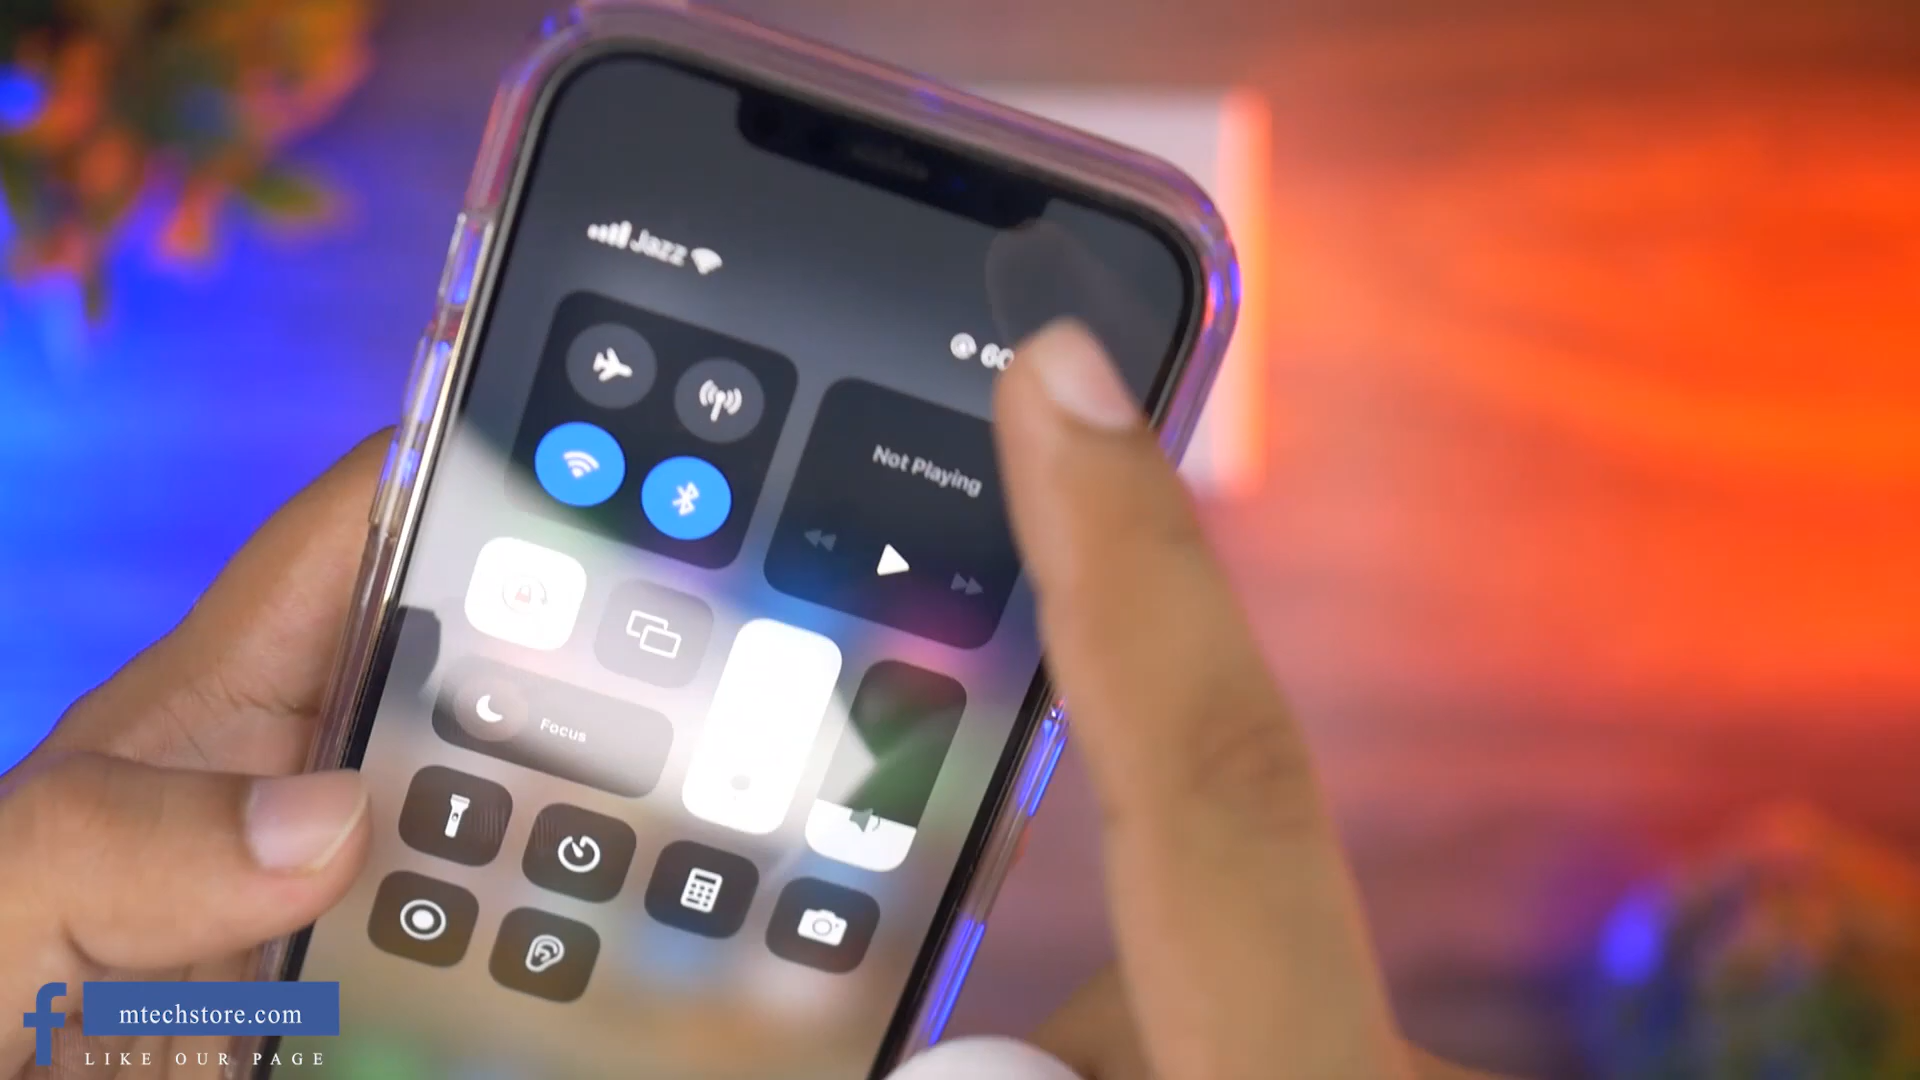 Jazz
Not Playing
Focus
mtechstore.com
LIKE OUR PAGE